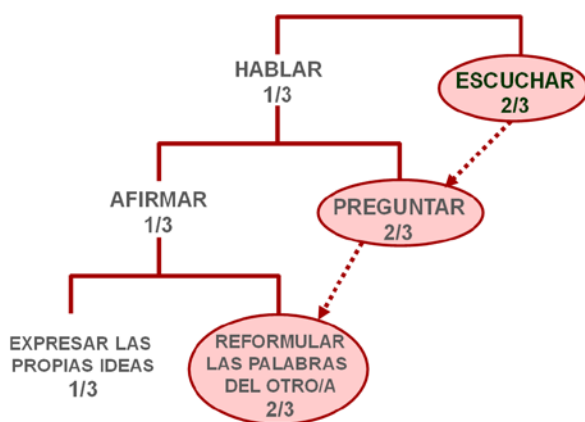 HABLAR
1/3
ESCUCHAR
2/3
AFIRMAR
1/3
PREGUNTAR
2/3
EXPRESAR LAS
PROPIAS IDEAS
1/3
REFORMULAR
LAS PALABRAS
DEL OTRO/A
2/3